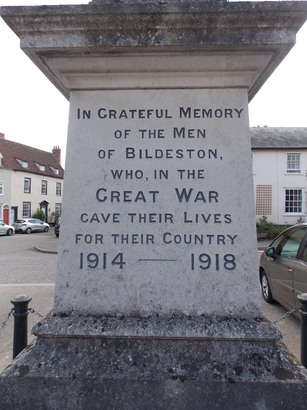 In Grateful Memory
of the Men
of Bildeston,
who, in the
Great War
gave their Lives
for their Country
1914 — 1918